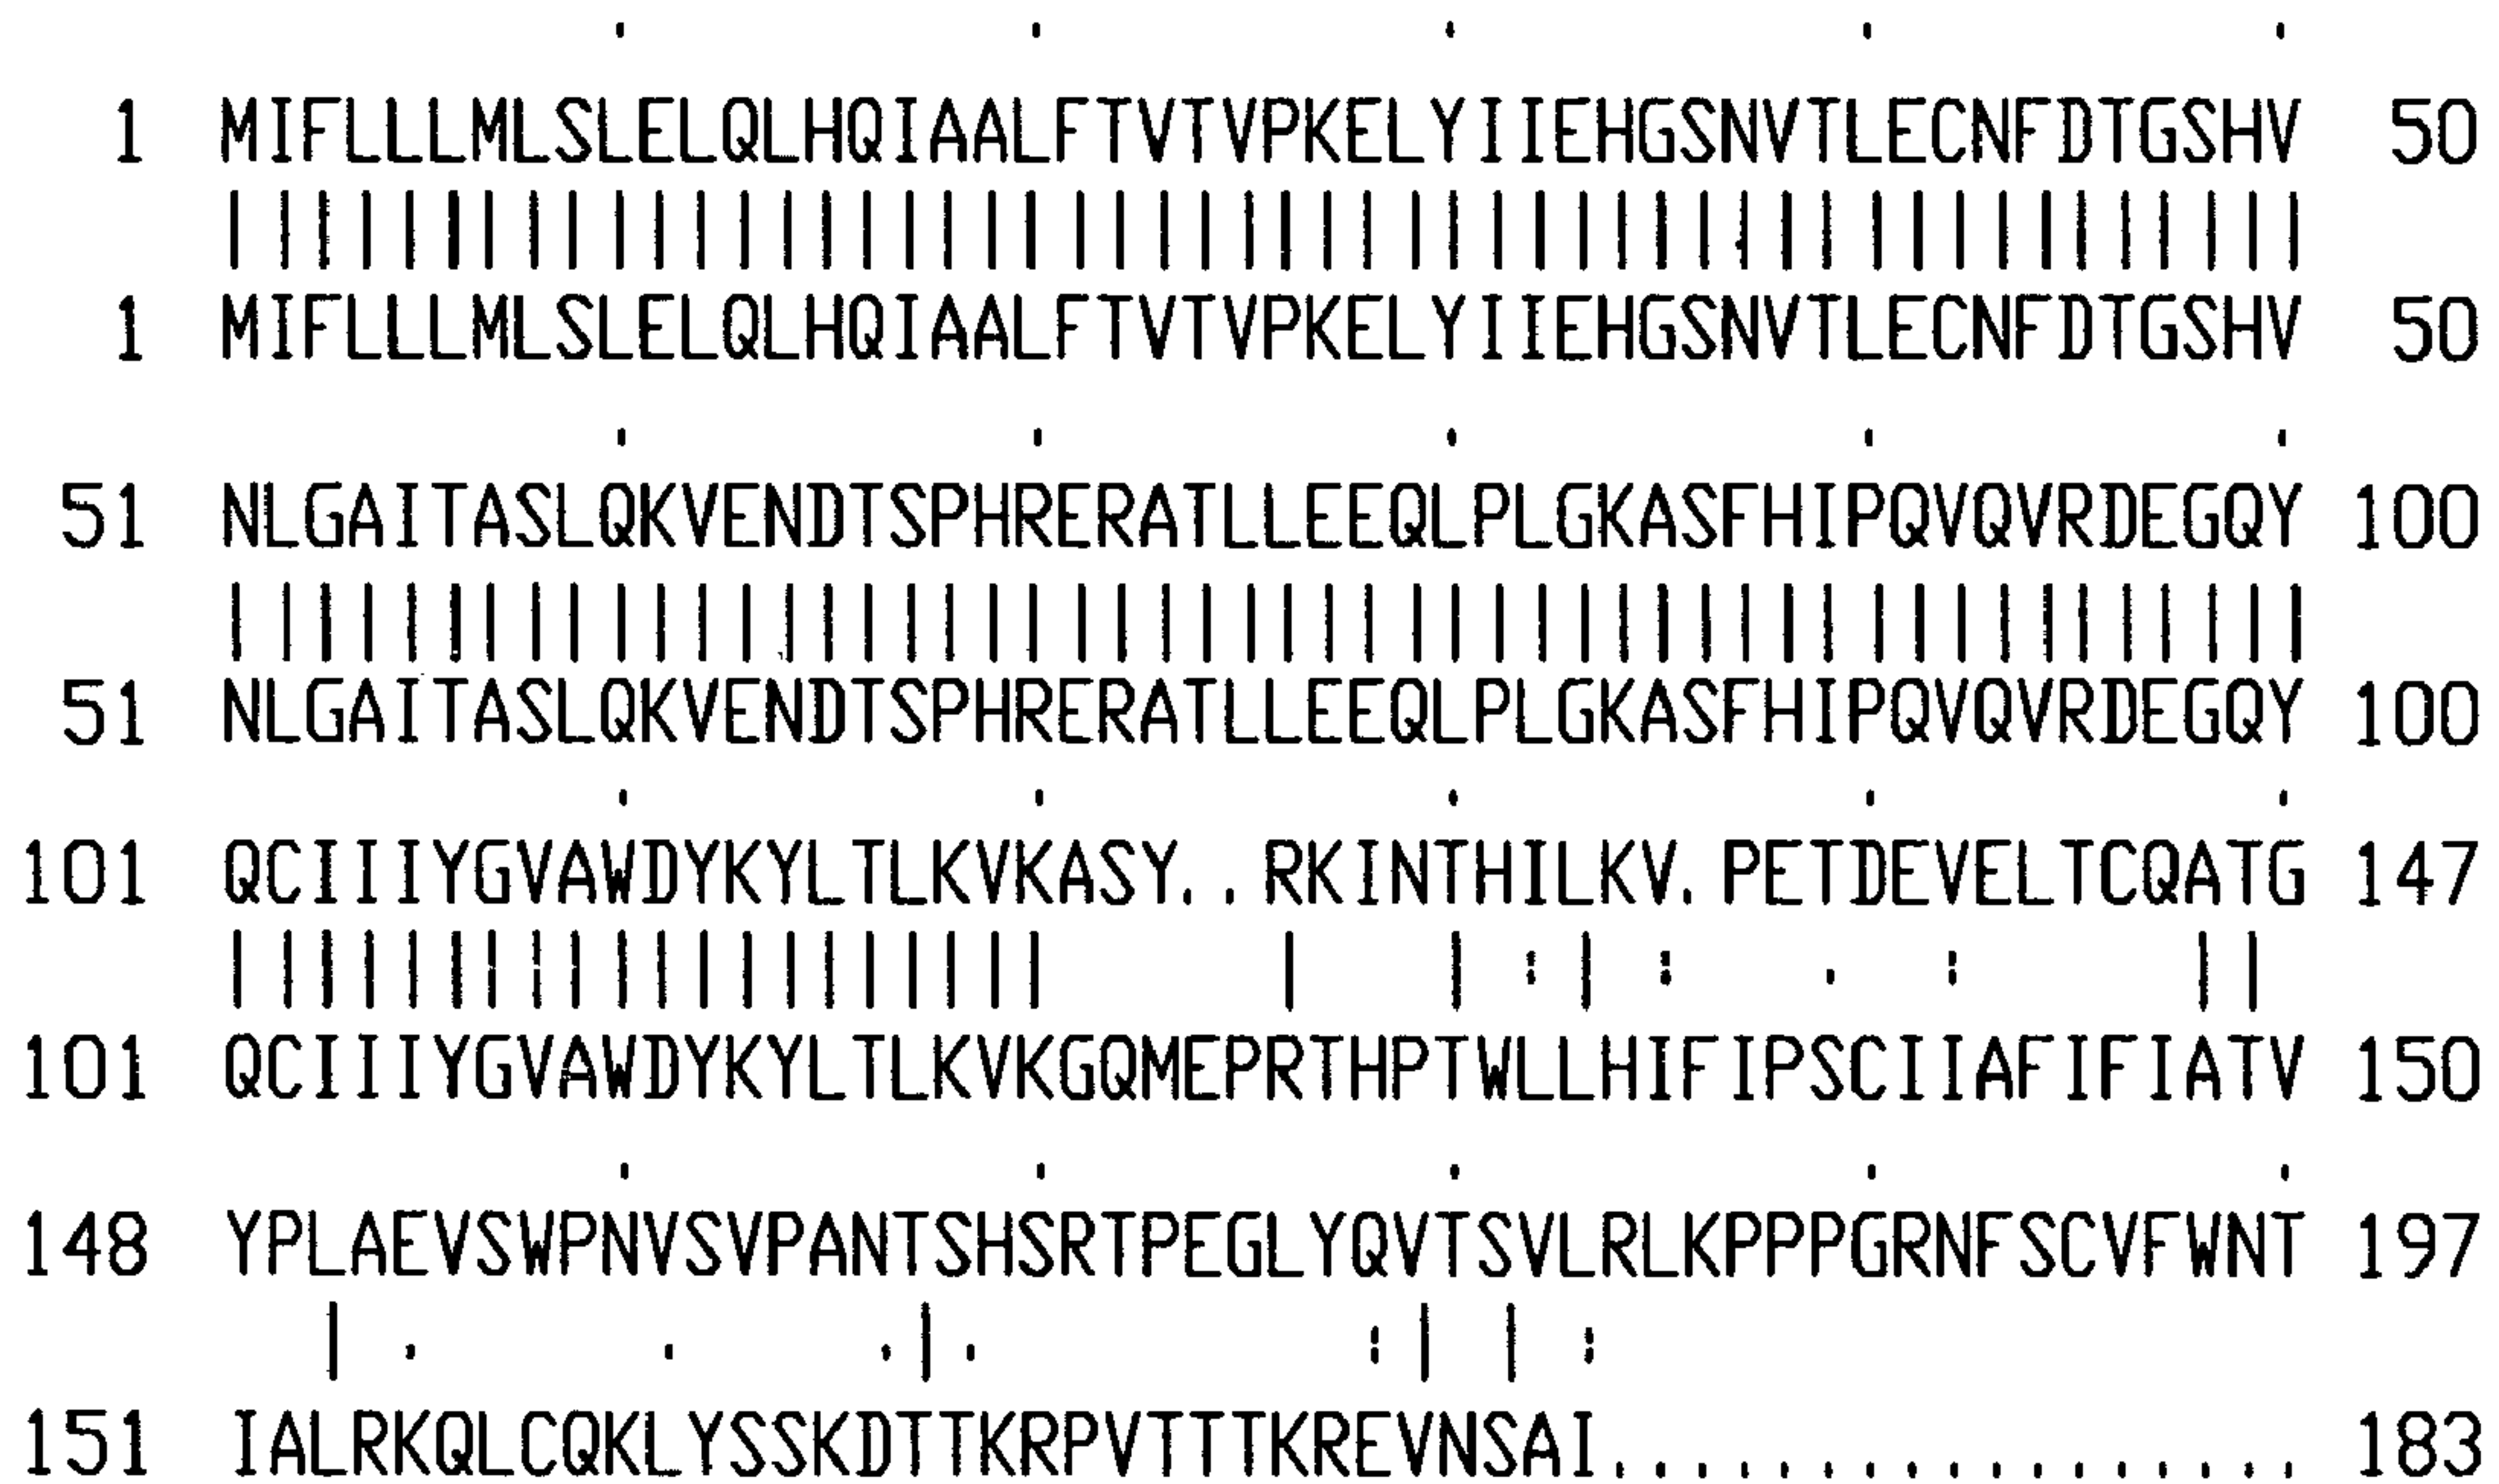 1 MIFLLLMLSLELQLHQIAALFTVTVPKELYIIEHGSNVTLECNFDTGSHV 50
1 MIFLLLMLSLELQLHQIAALFTVTVPKELYIIEHGSNVTLECNFDTGSHV 50
51 NLGAITASLQKVENDTSPHRERATLLEEQLPLGKASFHIPQVQVRDEGQY 100
51 NLGAITASLQKVENDTSPHRERATLLEEQLPLGKASFHIPQVQVRDEGQY 100
101 QCIIIYGVAWDYKYLTLKVKASY..RKINTHILKV.PETDEVELTCQATG 147
101 QCIIIYGVAWDYKYLTLKVKGQMEPRTHPTWLLHIFIPSCIIAFIFIATV 150
148 YPLAEVSWPNVSVPANTSHSRTPEGLYQVTSVLRLKPPPGRNFSCVFWNT 197
151 IALRKQLCQKLYSSKDTTKRPVTTTKREVNSAI................. 183